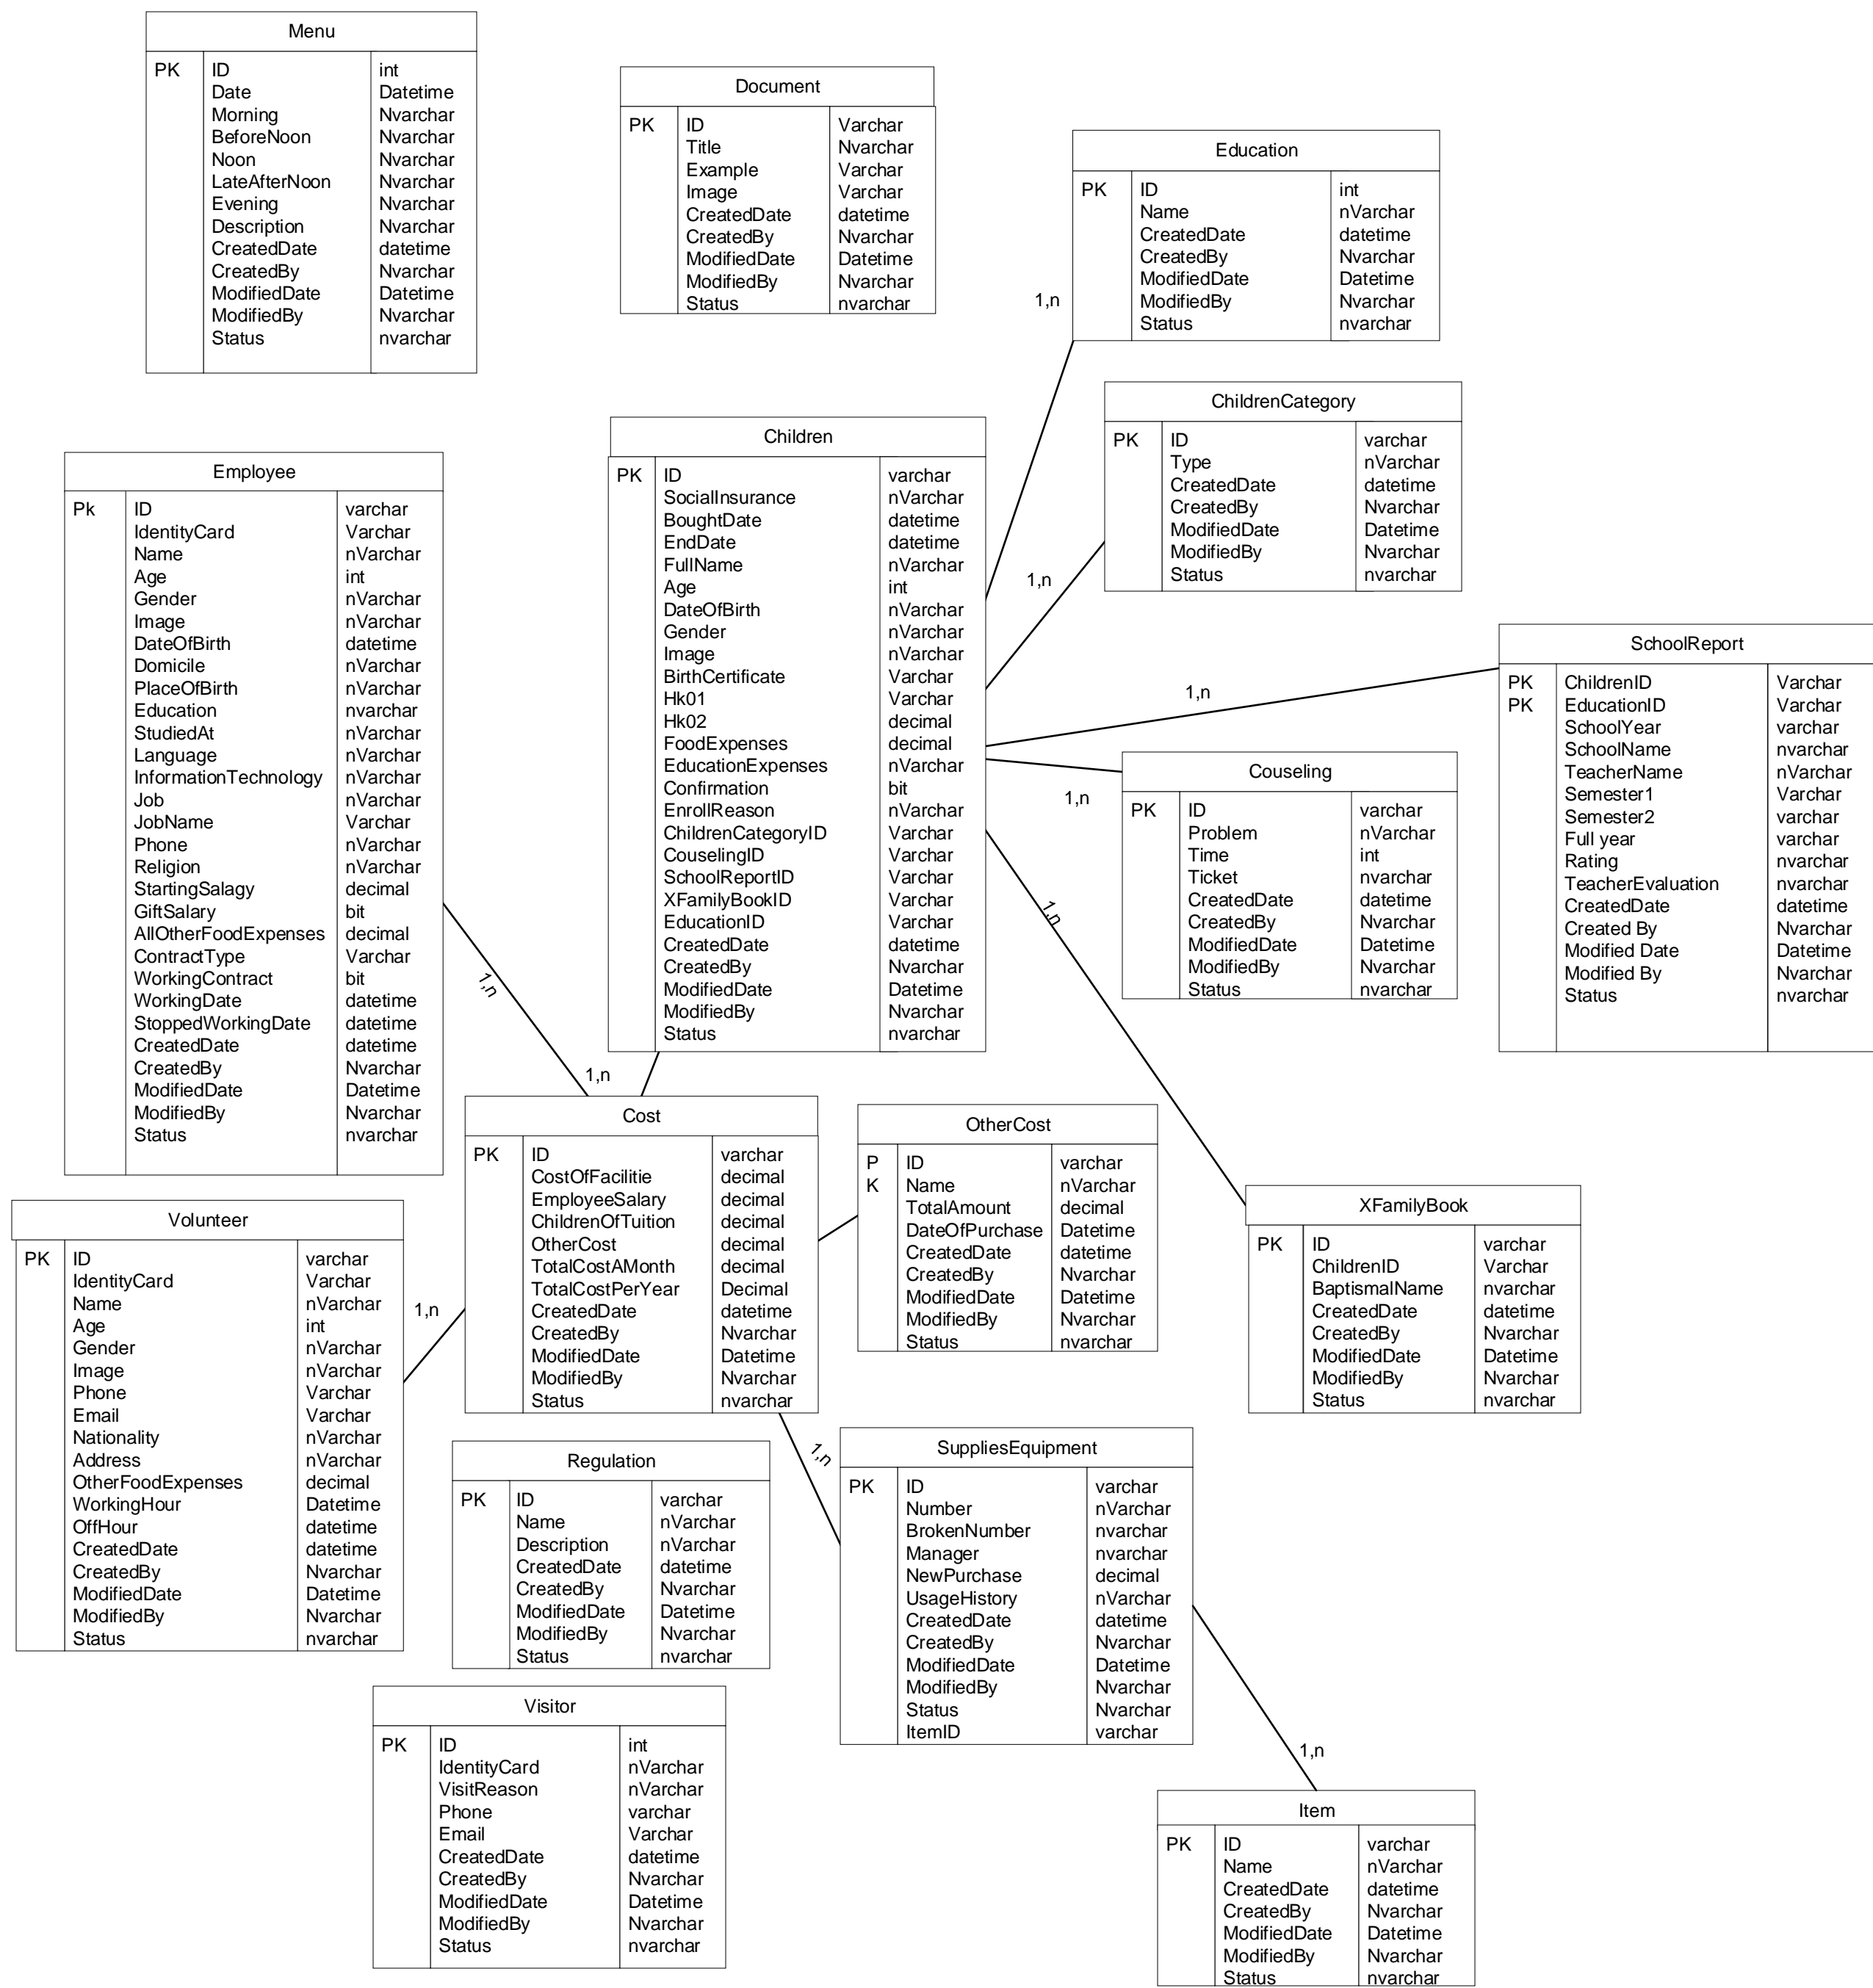 Menu
PK ID int
Date Datetime
Morning Nvarchar
BeforeNoon Nvarchar
Noon Nvarchar
LateAfterNoon Nvarchar
Evening Nvarchar
Description Nvarchar
CreatedDate datetime
CreatedBy Nvarchar
ModifiedDate Datetime
ModifiedBy Nvarchar
Status nvarchar
Document
PK ID Varchar
Title Nvarchar
Example Varchar
Image Varchar
CreatedDate datetime
CreatedBy Nvarchar
ModifiedDate Datetime
ModifiedBy Nvarchar
Status nvarchar
Education
PK ID int
Name nVarchar
CreatedDate datetime
CreatedBy Nvarchar
ModifiedDate Datetime
ModifiedBy Nvarchar
Status nvarchar
1,n
ChildrenCategory
PK ID varchar
Type nVarchar
CreatedDate datetime
CreatedBy Nvarchar
ModifiedDate Datetime
ModifiedBy Nvarchar
Status nvarchar
1,n
Employee
Pk ID varchar
IdentityCard Varchar
Name nVarchar
Age int
Gender nVarchar
Image nVarchar
DateOfBirth datetime
Domicile nVarchar
PlaceOfBirth nVarchar
Education nvarchar
StudiedAt nVarchar
Language nVarchar
InformationTechnology nVarchar
Job nVarchar
JobName Varchar
Phone nVarchar
Religion nVarchar
StartingSalagy decimal
GiftSalary bit
AllOtherFoodExpenses decimal
ContractType Varchar
WorkingContract bit
WorkingDate datetime
StoppedWorkingDate datetime
CreatedDate datetime
CreatedBy Nvarchar
ModifiedDate Datetime
ModifiedBy Nvarchar
Status nvarchar
1,n
Children
PK ID varchar
SocialInsurance nVarchar
BoughtDate datetime
EndDate datetime
FullName nVarchar
Age int
DateOfBirth nVarchar
Gender nVarchar
Image nVarchar
BirthCertificate Varchar
Hk01 Varchar
Hk02 decimal
FoodExpenses decimal
EducationExpenses nVarchar
Confirmation bit
EnrollReason nVarchar
ChildrenCategoryID Varchar
CouselingID Varchar
SchoolReportID Varchar
XFamilyBookID Varchar
EducationID Varchar
CreatedDate datetime
CreatedBy Nvarchar
ModifiedDate Datetime
ModifiedBy Nvarchar
Status nvarchar
1,n
SchoolReport
PK ChildrenID Varchar
PK EducationID Varchar
SchoolYear varchar
SchoolName nvarchar
TeacherName nVarchar
Semester1 Varchar
Semester2 varchar
Full year varchar
Rating nvarchar
TeacherEvaluation nvarchar
CreatedDate datetime
Created By Nvarchar
Modified Date Datetime
Modified By Nvarchar
Status nvarchar
1,n
Couseling
PK ID varchar
Problem nVarchar
Time int
Ticket nvarchar
CreatedDate datetime
CreatedBy Nvarchar
ModifiedDate Datetime
ModifiedBy Nvarchar
Status nvarchar
1,n
1,n
Cost
PK ID varchar
CostOfFacilitie decimal
EmployeeSalary decimal
ChildrenOfTuition decimal
OtherCost decimal
TotalCostAMonth decimal
TotalCostPerYear Decimal
CreatedDate datetime
CreatedBy Nvarchar
ModifiedDate Datetime
ModifiedBy Nvarchar
Status nvarchar
OtherCost
P ID varchar
K Name nVarchar
TotalAmount decimal
DateOfPurchase Datetime
CreatedDate datetime
CreatedBy Nvarchar
ModifiedDate Datetime
ModifiedBy Nvarchar
Status nvarchar
XFamilyBook
PK ID varchar
ChildrenID Varchar
BaptismalName nvarchar
CreatedDate datetime
CreatedBy Nvarchar
ModifiedDate Datetime
ModifiedBy Nvarchar
Status nvarchar
Volunteer
PK ID varchar
IdentityCard Varchar
Name nVarchar
Age int
Gender nVarchar
Image nVarchar
Phone Varchar
Email Varchar
Nationality nVarchar
Address nVarchar
OtherFoodExpenses decimal
WorkingHour Datetime
OffHour datetime
CreatedDate datetime
CreatedBy Nvarchar
ModifiedDate Datetime
ModifiedBy Nvarchar
Status nvarchar
1,n
1,n
Regulation
PK ID varchar
Name nVarchar
Description nVarchar
CreatedDate datetime
CreatedBy Nvarchar
ModifiedDate Datetime
ModifiedBy Nvarchar
Status nvarchar
SuppliesEquipment
PK ID varchar
Number nVarchar
BrokenNumber nvarchar
Manager nvarchar
NewPurchase decimal
UsageHistory nVarchar
CreatedDate datetime
CreatedBy Nvarchar
ModifiedDate Datetime
ModifiedBy Nvarchar
Status Nvarchar
ItemID varchar
Visitor
PK ID int
IdentityCard nVarchar
VisitReason nVarchar
Phone varchar
Email Varchar
CreatedDate datetime
CreatedBy Nvarchar
ModifiedDate Datetime
ModifiedBy Nvarchar
Status nvarchar
1,n
Item
PK ID varchar
Name nVarchar
CreatedDate datetime
CreatedBy Nvarchar
ModifiedDate Datetime
ModifiedBy Nvarchar
Status nvarchar